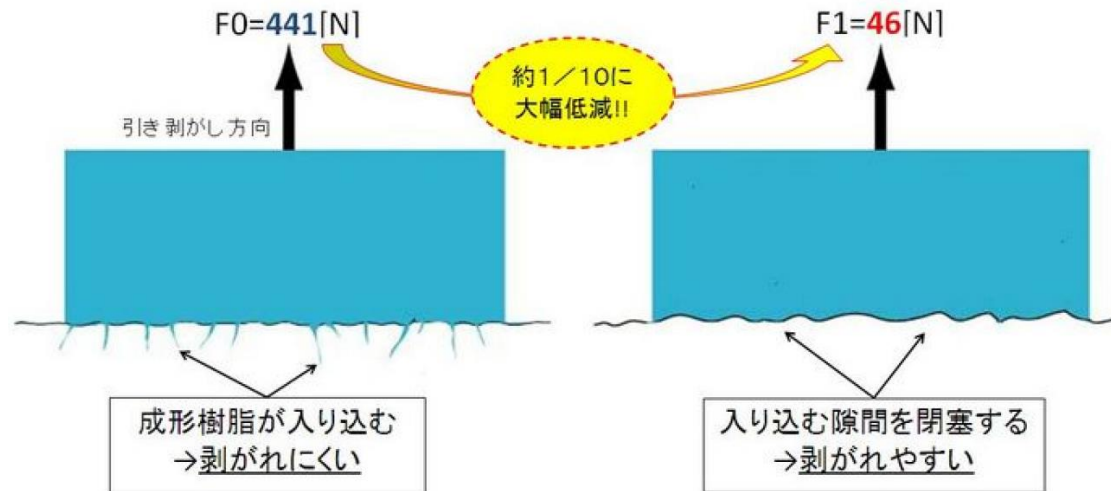 F0=441[N]
F1=46[N]
約1/10に
大幅低減!!
引き剥がし方向
成形樹脂が入り込む
→剥がれにくい
入り込む隙間を閉塞する
→剥がれやすい